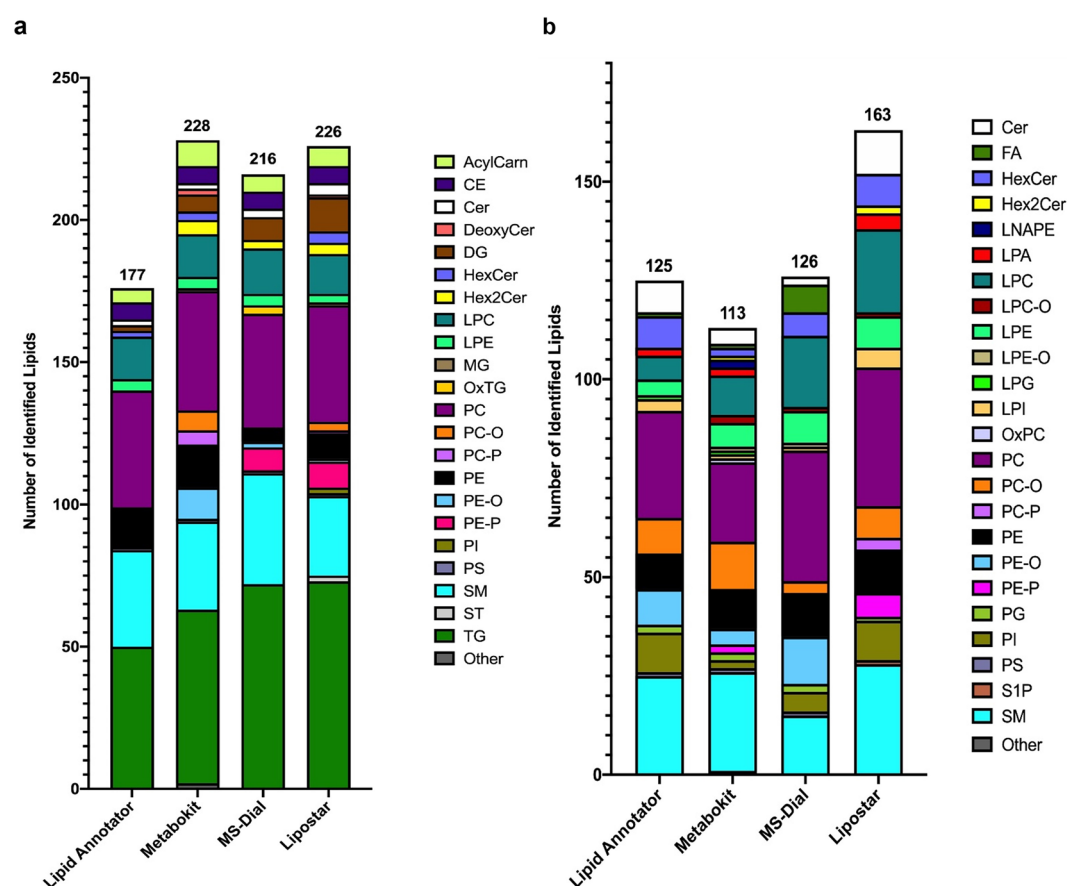 a
Number of Identified Lipids
250
200
150
100
50
0
177
228
216
226
Lipid Annotator
Metabokit
MS-Dial
Lipostar
AcylCarn
CE
Cer
DeoxyCer
DG
HexCer
Hex2Cer
LPC
LPE
MG
OxTG
PC
PC-O
PC-P
PE
PE-O
PE-P
PI
PS
SM
ST
TG
Other
b
Number of Identified Lipids
150
100
50
0
125
113
126
163
Lipid Annotator
Metabokit
MS-Dial
Lipostar
Cer
FA
HexCer
Hex2Cer
LNAPE
LPA
LPC
LPC-O
LPE
LPE-O
LPG
LPI
OxPC
PC
PC-O
PC-P
PE
PE-O
PE-P
PG
PI
PS
S1P
SM
Other